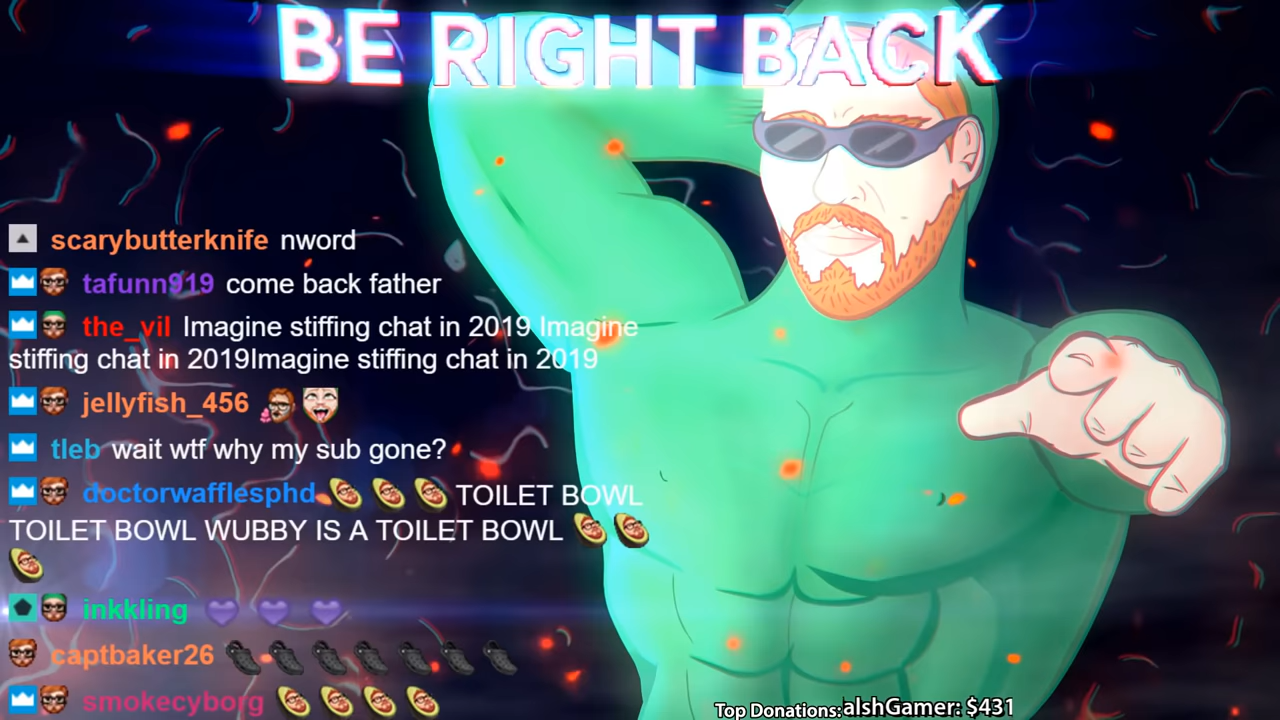 BE RIGHT BACK
scarybutterknife nword
tafunn919 come back father
the_vil Imagine stiffing chat in 2019 Imagine
stiffing chat in 2019Imagine stiffing chat in 2019
jellyfish_456
tleb wait wtf why my sub gone?
doctorwafflesphd TOILET BOWL
TOILET BOWL WUBBY IS A TOILET BOWL
inkkling
captbaker26
smokecyborg
Top Donations: alshGamer: $431